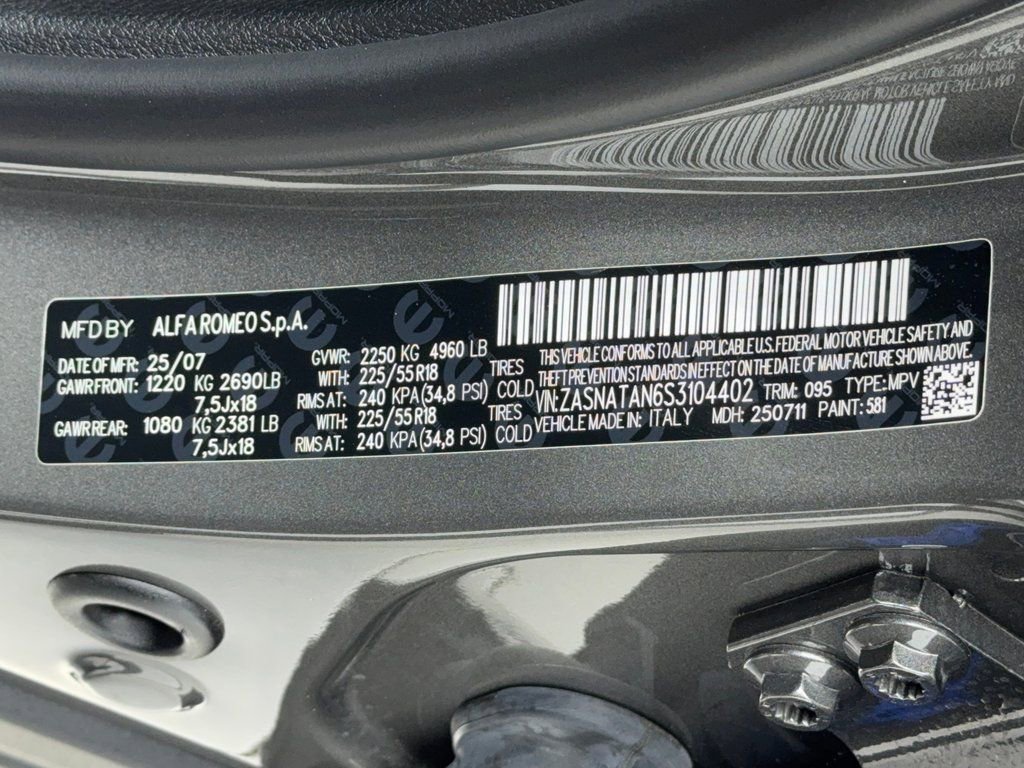 MFD BY ALFA ROMEO S.p.A.
DATE OF MFR: 25/07 GVWR: 2250 KG 4960 LB
GAWR FRONT: 1220 KG 2690LB WITH: 225/55 R18 TIRES
7,5Jx18 RIMS AT: 240 KPA(34,8 PSI) COLD
GAWR REAR: 1080 KG 2381 LB WITH: 225/55 R18 TIRES
7,5Jx18 RIMS AT: 240 KPA(34,8 PSI) COLD
THIS VEHICLE CONFORMS TO ALL APPLICABLE U.S. FEDERAL MOTOR VEHICLE SAFETY AND
THEFT PREVENTION STANDARDS IN EFFECT ON THE DATE OF MANUFACTURE SHOWN ABOVE.
VIN: ZASNATAN6S3104402 TRIM: 095 TYPE: MPV
VEHICLE MADE IN: ITALY MDH: 250711 PAINT: 581